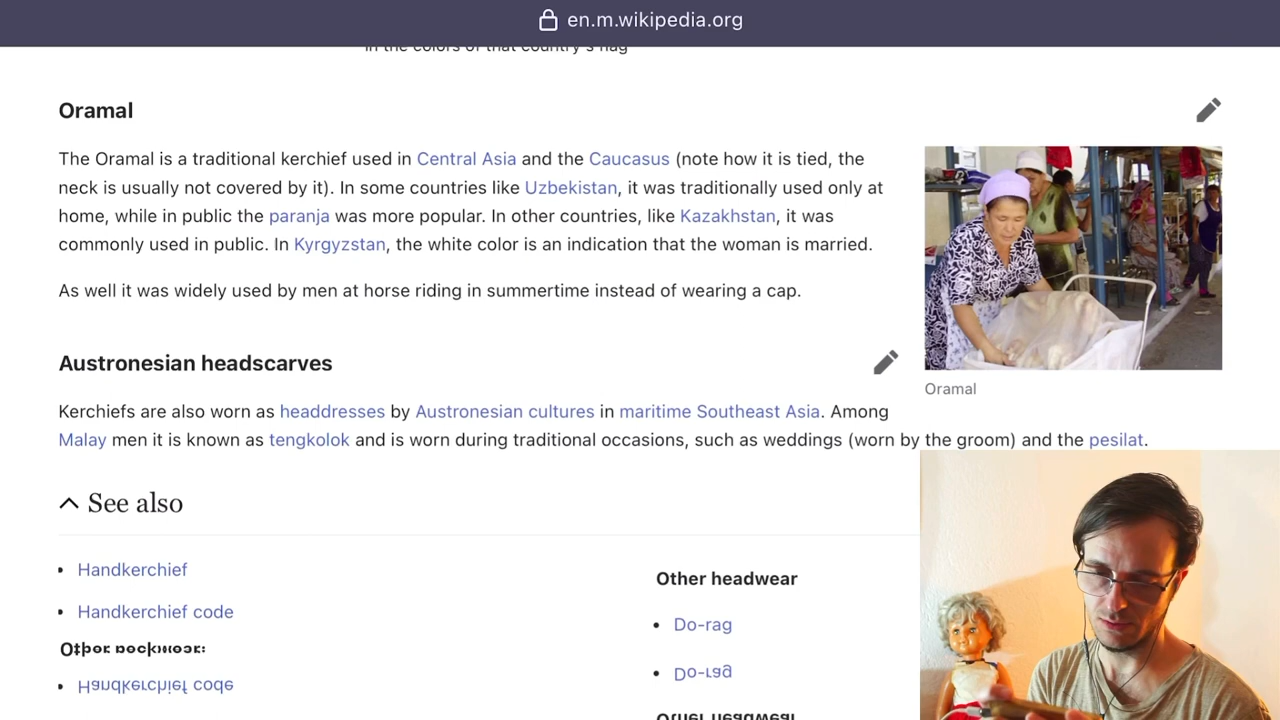 en.m.wikipedia.org
in the colors of that country's flag
Oramal
The Oramal is a traditional kerchief used in Central Asia and the Caucasus (note how it is tied, the
neck is usually not covered by it). In some countries like Uzbekistan, it was traditionally used only at
home, while in public the paranja was more popular. In other countries, like Kazakhstan, it was
commonly used in public. In Kyrgyzstan, the white color is an indication that the woman is married.
As well it was widely used by men at horse riding in summertime instead of wearing a cap.
Oramal
Austronesian headscarves
Kerchiefs are also worn as headdresses by Austronesian cultures in maritime Southeast Asia. Among
Malay men it is known as tengkolok and is worn during traditional occasions, such as weddings (worn by the groom) and the pesilat.
See also
Handkerchief
Handkerchief code
Other headwear
Do-rag